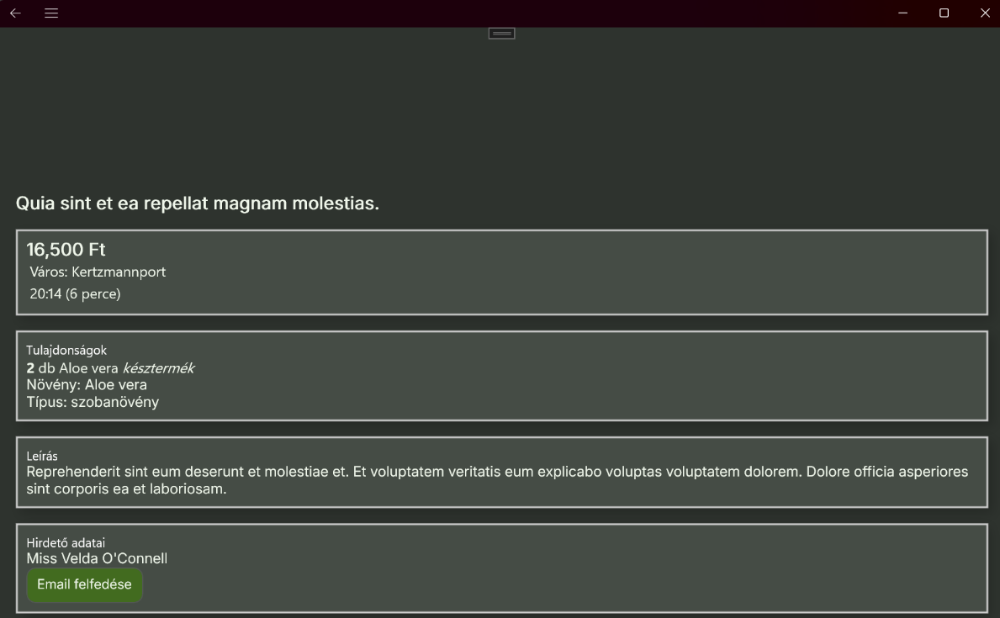 Quia sint et ea repellat magnam molestias.
16,500 Ft
Város: Kertzmannport
20:14 (6 perce)
Tulajdonságok
2 db Aloe vera késztermék
Növény: Aloe vera
Típus: szobanövény
Leírás
Reprehenderit sint eum deserunt et molestiae et. Et voluptatem veritatis eum explicabo voluptas voluptatem dolorem. Dolore officia asperiores
sint corporis ea et laboriosam.
Hirdető adatai
Miss Velda O'Connell
Email felfedése